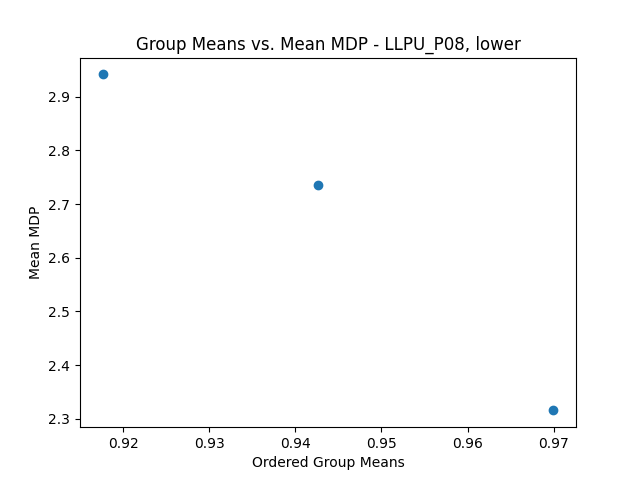 Group Means vs. Mean MDP - LLPU_P08, lower
Mean MDP
2.9
2.8
2.7
2.6
2.5
2.4
2.3
0.92 0.93 0.94 0.95 0.96 0.97
Ordered Group Means